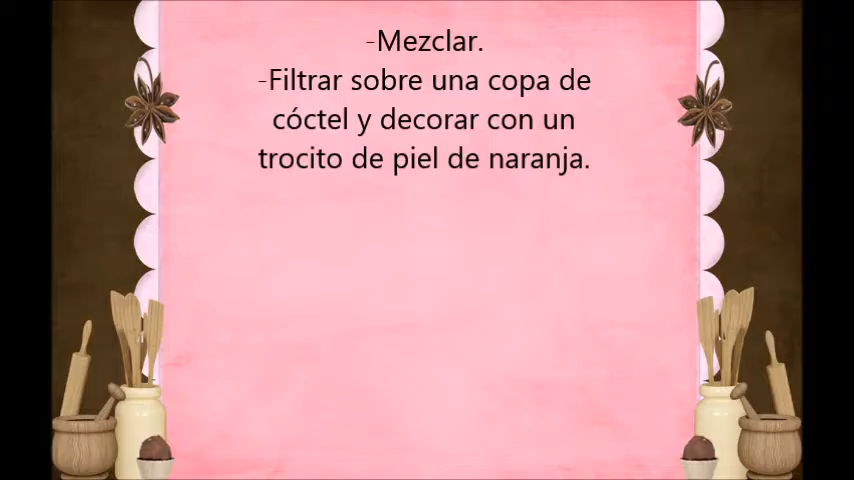 -Mezclar.
-Filtrar sobre una copa de
cóctel y decorar con un
trocito de piel de naranja.